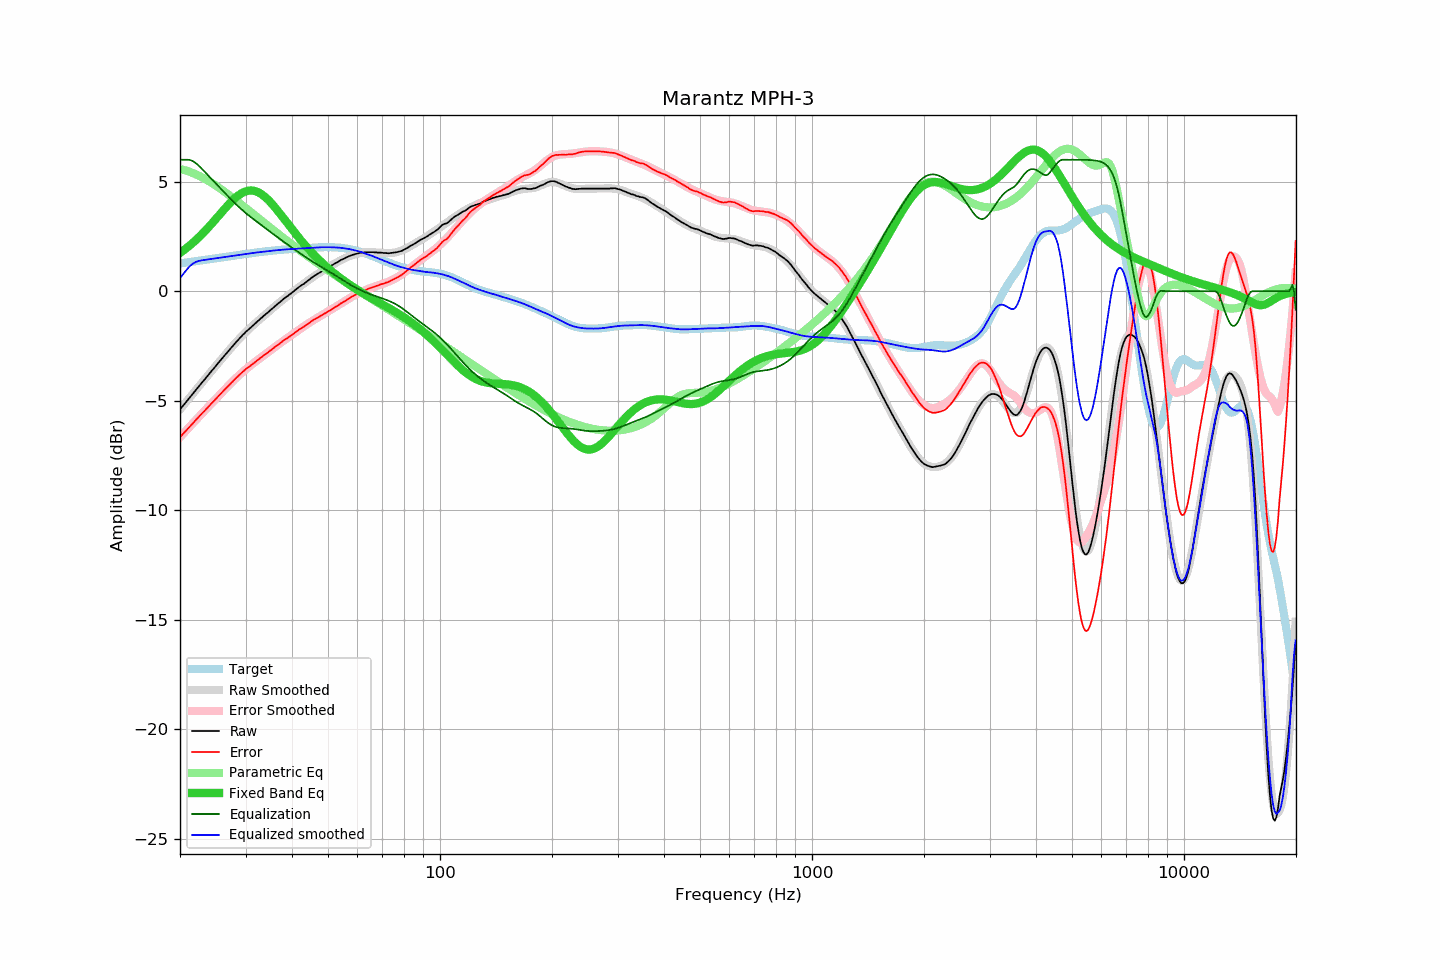 Marantz MPH-3
Amplitude (dBr)
5
0
−5
−10
−15
−20
−25
Target
Raw Smoothed
Error Smoothed
Raw
Error
Parametric Eq
Fixed Band Eq
Equalization
Equalized smoothed
100
1000
10000
Frequency (Hz)